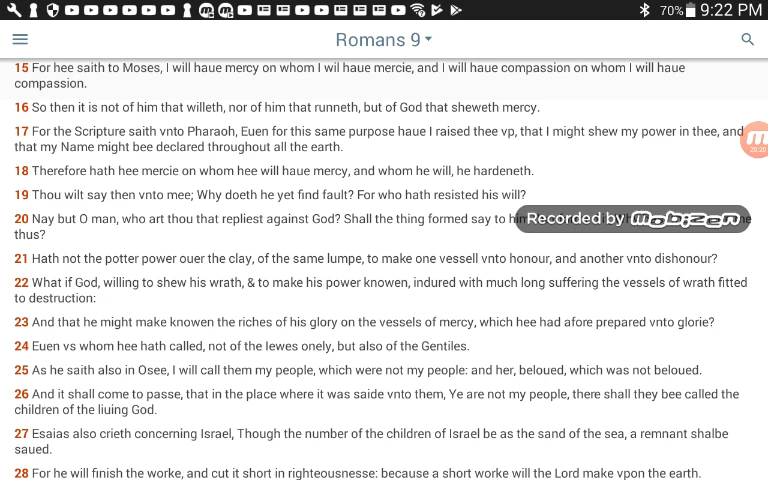 70% 9:22 PM
Romans 9
15 For hee saith to Moses, I will haue mercy on whom I wil haue mercie, and I will haue compassion on whom I will haue
compassion.
16 So then it is not of him that willeth, nor of him that runneth, but of God that sheweth mercy.
17 For the Scripture saith vnto Pharaoh, Euen for this same purpose haue I raised thee vp, that I might shew my power in thee, and
that my Name might bee declared throughout all the earth.
18 Therefore hath hee mercie on whom hee will haue mercy, and whom he will, he hardeneth.
19 Thou wilt say then vnto mee; Why doeth he yet find fault? For who hath resisted his will?
20 Nay but O man, who art thou that repliest against God? Shall the thing formed say to
Recorded by mobizen
thus?
21 Hath not the potter power ouer the clay, of the same lumpe, to make one vessell vnto honour, and another vnto dishonour?
22 What if God, willing to shew his wrath, & to make his power knowen, indured with much long suffering the vessels of wrath fitted
to destruction:
23 And that he might make knowen the riches of his glory on the vessels of mercy, which hee had afore prepared vnto glorie?
24 Euen vs whom hee hath called, not of the Iewes onely, but also of the Gentiles.
25 As he saith also in Osee, I will call them my people, which were not my people: and her, beloued, which was not beloued.
26 And it shall come to passe, that in the place where it was saide vnto them, Ye are not my people, there shall they bee called the
children of the liuing God.
27 Esaias also crieth concerning Israel, Though the number of the children of Israel be as the sand of the sea, a remnant shalbe
saued.
28 For he will finish the worke, and cut it short in righteousnesse: because a short worke will the Lord make vpon the earth.